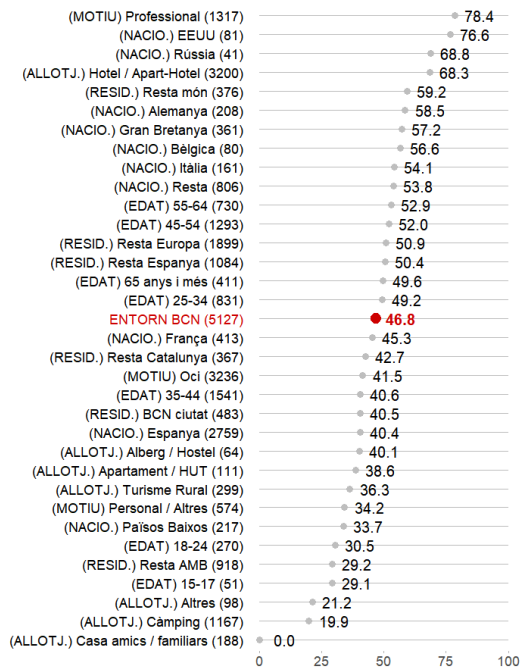 (MOTIU) Professional (1317) 78.4
(NACIO.) EEUU (81) 76.6
(NACIO.) Rússia (41) 68.8
(ALLOTJ.) Hotel / Apart-Hotel (3200) 68.3
(RESID.) Resta món (376) 59.2
(NACIO.) Alemanya (208) 58.5
(NACIO.) Gran Bretanya (361) 57.2
(NACIO.) Bèlgica (80) 56.6
(NACIO.) Itàlia (161) 54.1
(NACIO.) Resta (806) 53.8
(EDAT) 55-64 (730) 52.9
(EDAT) 45-54 (1293) 52.0
(RESID.) Resta Europa (1899) 50.9
(RESID.) Resta Espanya (1084) 50.4
(EDAT) 65 anys i més (411) 49.6
(EDAT) 25-34 (831) 49.2
ENTORN BCN (5127) 46.8
(NACIO.) França (413) 45.3
(RESID.) Resta Catalunya (367) 42.7
(MOTIU) Oci (3236) 41.5
(EDAT) 35-44 (1541) 40.6
(RESID.) BCN ciutat (483) 40.5
(NACIO.) Espanya (2759) 40.4
(ALLOTJ.) Alberg / Hostel (64) 40.1
(ALLOTJ.) Apartament / HUT (111) 38.6
(ALLOTJ.) Turisme Rural (299) 36.3
(MOTIU) Personal / Altres (574) 34.2
(NACIO.) Països Baixos (217) 33.7
(EDAT) 18-24 (270) 30.5
(RESID.) Resta AMB (918) 29.2
(EDAT) 15-17 (51) 29.1
(ALLOTJ.) Altres (98) 21.2
(ALLOTJ.) Càmping (1167) 19.9
(ALLOTJ.) Casa amics / familiars (188) 0.0
0 25 50 75 100